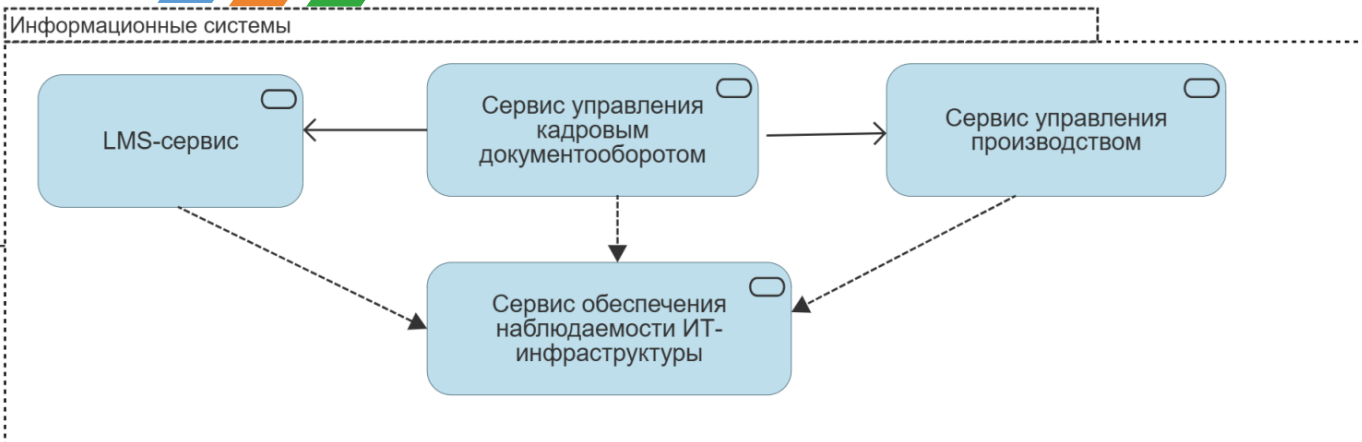 Информационные системы
LMS-сервис
Сервис управления
кадровым
документооборотом
Сервис управления
производством
Сервис обеспечения
наблюдаемости ИТ-
инфраструктуры